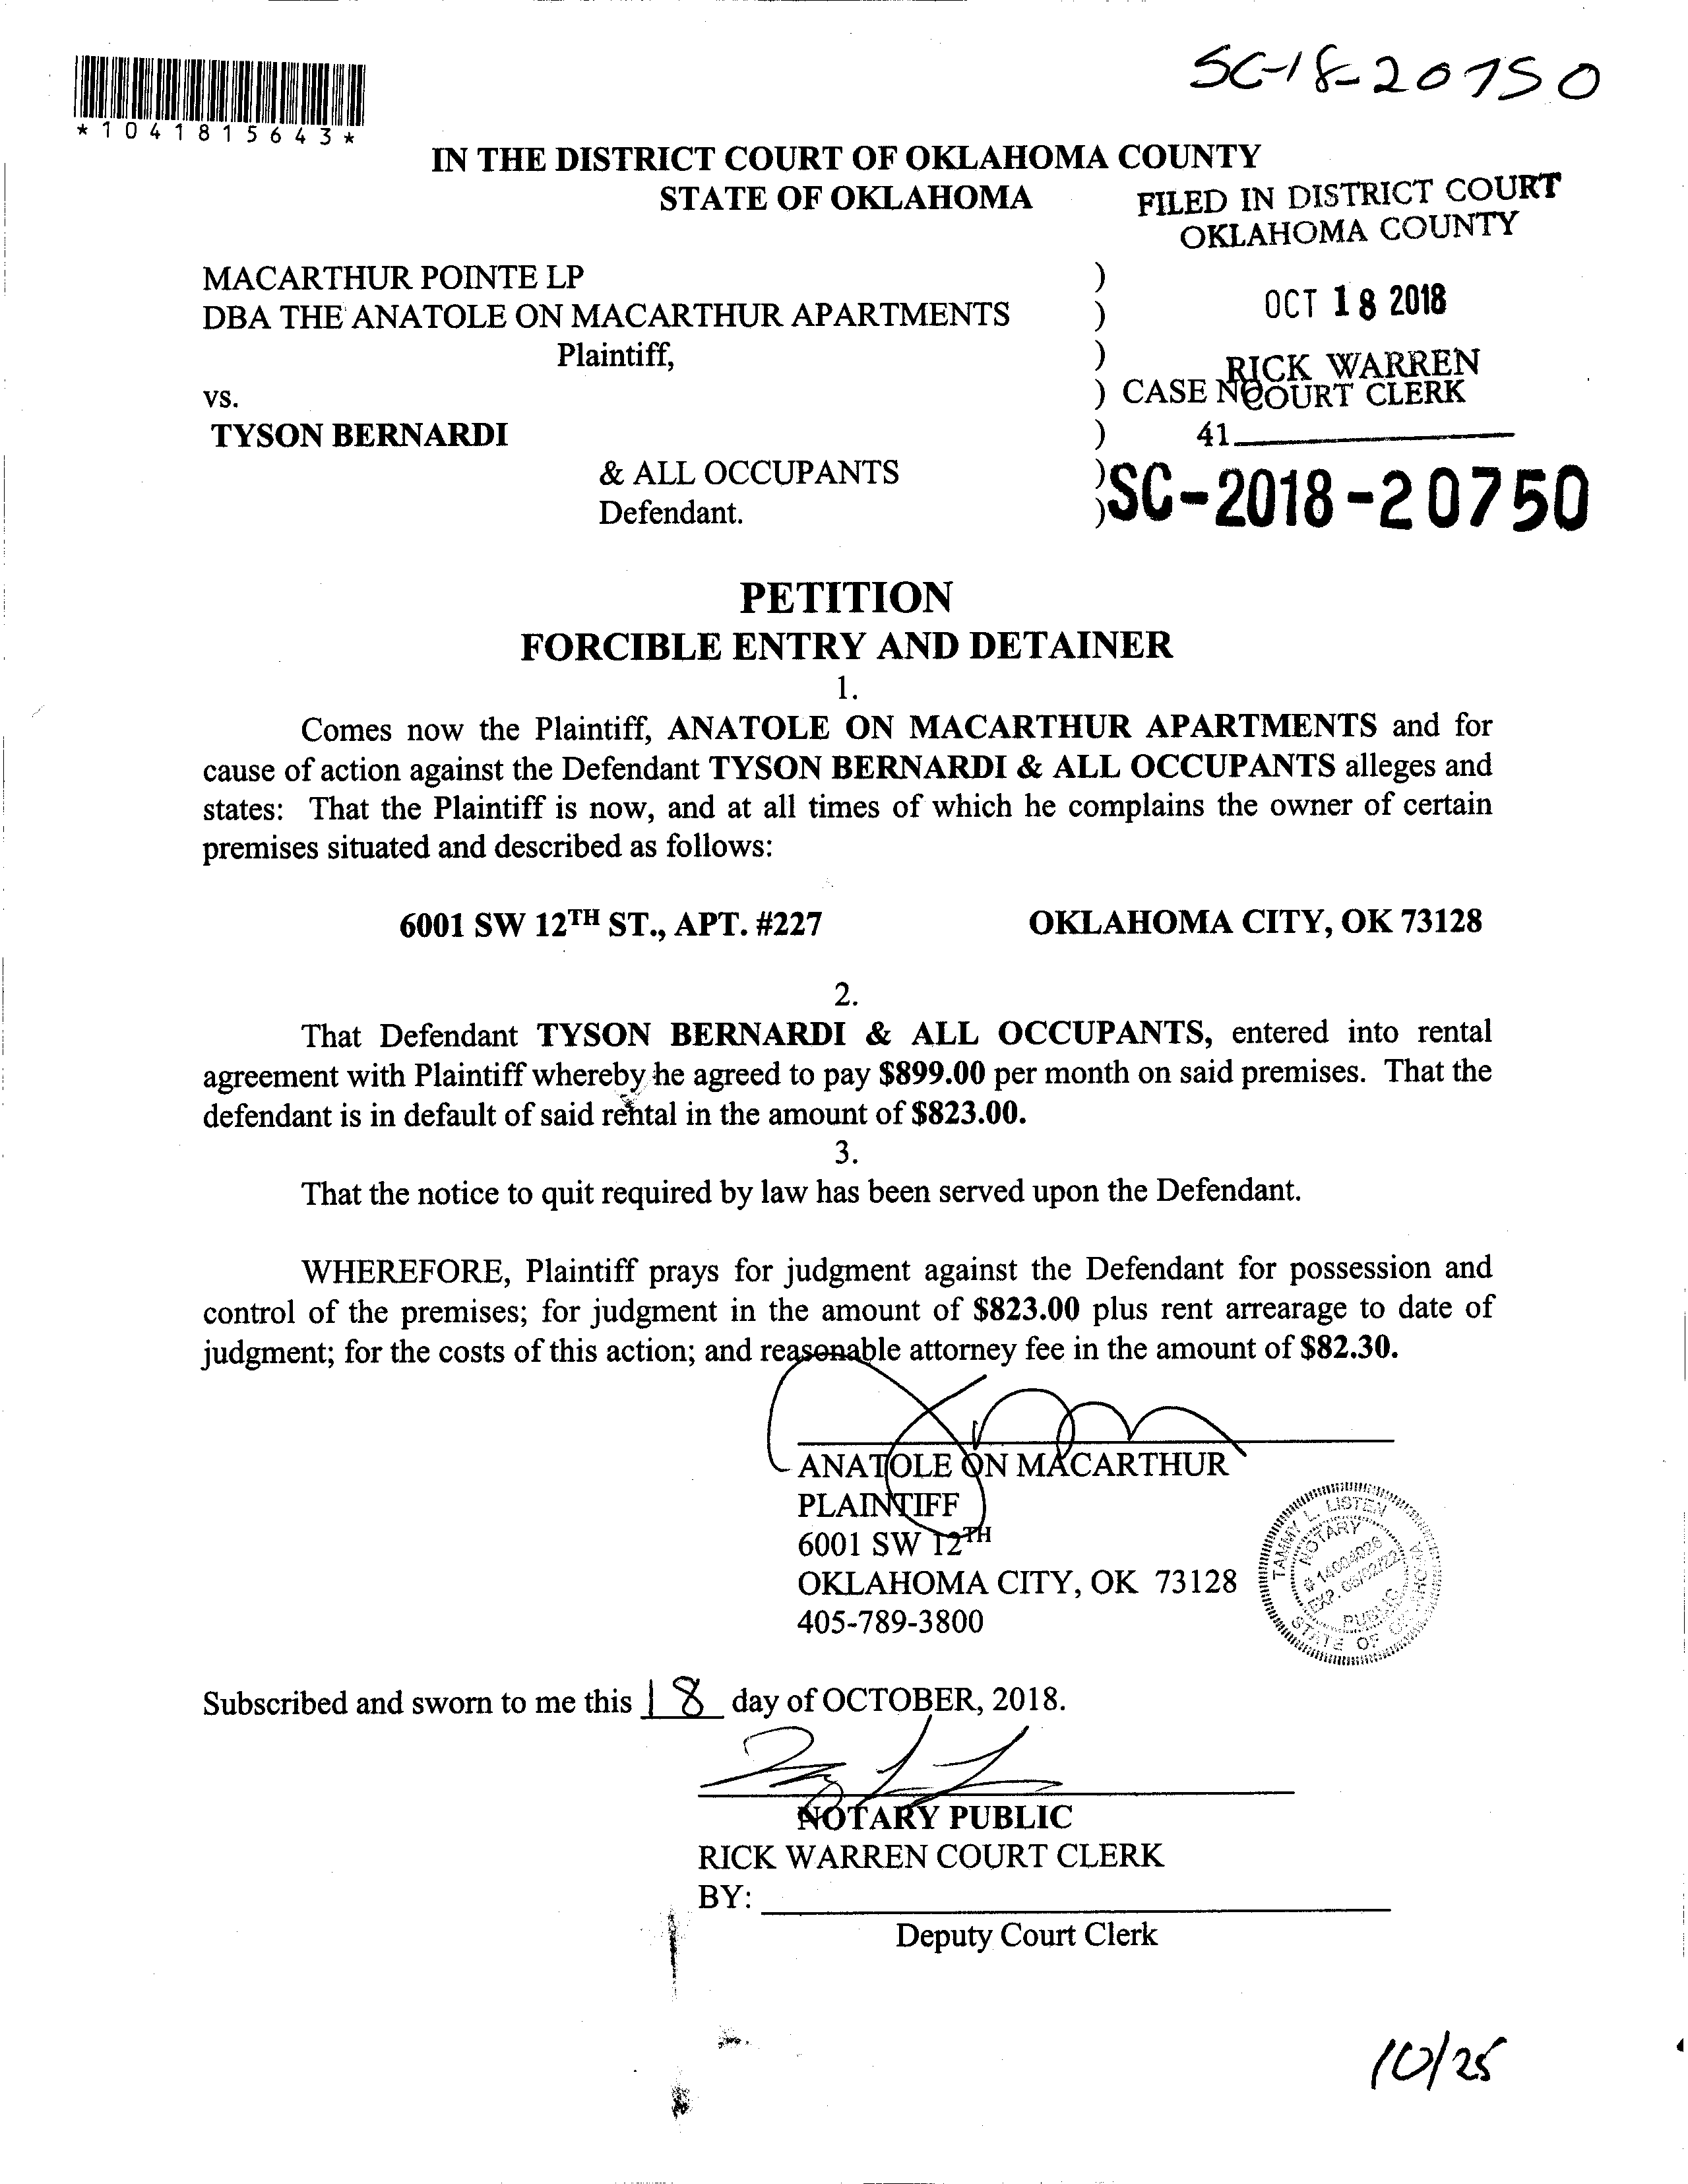 SC-18-20750
*1041815643*
IN THE DISTRICT COURT OF OKLAHOMA COUNTY
STATE OF OKLAHOMA
FILED IN DISTRICT COURT
OKLAHOMA COUNTY
MACARTHUR POINTE LP )
DBA THE ANATOLE ON MACARTHUR APARTMENTS )
OCT 18 2018
Plaintiff, )
RICK WARREN
COURT CLERK
vs. ) CASE NO
TYSON BERNARDI ) 41
& ALL OCCUPANTS )
SC-2018-20750
Defendant. )
PETITION
FORCIBLE ENTRY AND DETAINER
1.
Comes now the Plaintiff, ANATOLE ON MACARTHUR APARTMENTS and for
cause of action against the Defendant TYSON BERNARDI & ALL OCCUPANTS alleges and
states: That the Plaintiff is now, and at all times of which he complains the owner of certain
premises situated and described as follows:
6001 SW 12TH ST., APT. #227 OKLAHOMA CITY, OK 73128
2.
That Defendant TYSON BERNARDI & ALL OCCUPANTS, entered into rental
agreement with Plaintiff whereby he agreed to pay $899.00 per month on said premises. That the
defendant is in default of said rental in the amount of $823.00.
3.
That the notice to quit required by law has been served upon the Defendant.
WHEREFORE, Plaintiff prays for judgment against the Defendant for possession and
control of the premises; for judgment in the amount of $823.00 plus rent arrearage to date of
judgment; for the costs of this action; and reasonable attorney fee in the amount of $82.30.
ANATOLE ON MACARTHUR
PLAINTIFF
6001 SW 12TH
OKLAHOMA CITY, OK 73128
405-789-3800
TAMMY L. LISTEN
NOTARY
# 14004026
EXP. 05/02/22
PUBLIC
STATE OF OKLAHOMA
Subscribed and sworn to me this 18 day of OCTOBER, 2018.
NOTARY PUBLIC
RICK WARREN COURT CLERK
BY:
Deputy Court Clerk
10/25